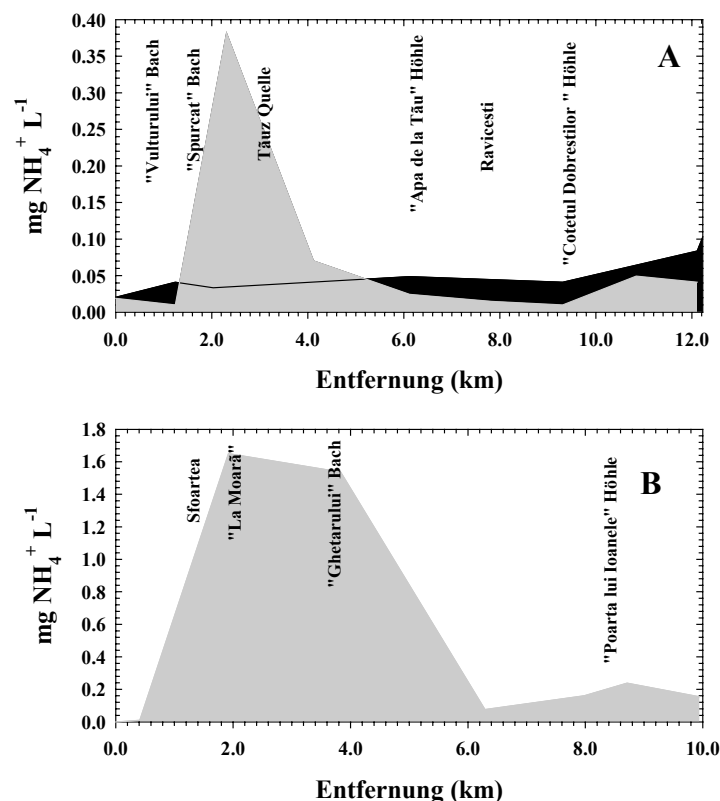 A
mg NH₄⁺ L⁻¹
0.40
0.35
0.30
0.25
0.20
0.15
0.10
0.05
0.00
"Vulturului" Bach
"Spurcat" Bach
Tăuz Quelle
"Apa de la Tău" Höhle
Ravicesti
"Cotetul Dobrestilor " Höhle
0.0 2.0 4.0 6.0 8.0 10.0 12.0
Entfernung (km)
B
mg NH₄⁺ L⁻¹
1.8
1.6
1.4
1.2
1.0
0.8
0.6
0.4
0.2
0.0
Sfoartea
"La Moară"
"Ghetarului" Bach
"Poarta lui Ioanele" Höhle
0.0 2.0 4.0 6.0 8.0 10.0
Entfernung (km)